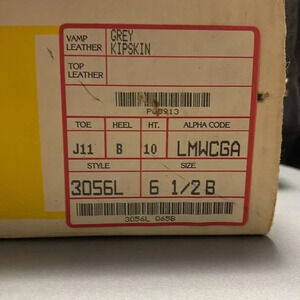 VAMP LEATHER GREY KIPSKIN
TOP LEATHER
TOE HEEL HT. ALPHA CODE
J11 B 10 LMWCGA
STYLE SIZE
3056L 6 1/2 B
3056L 065B